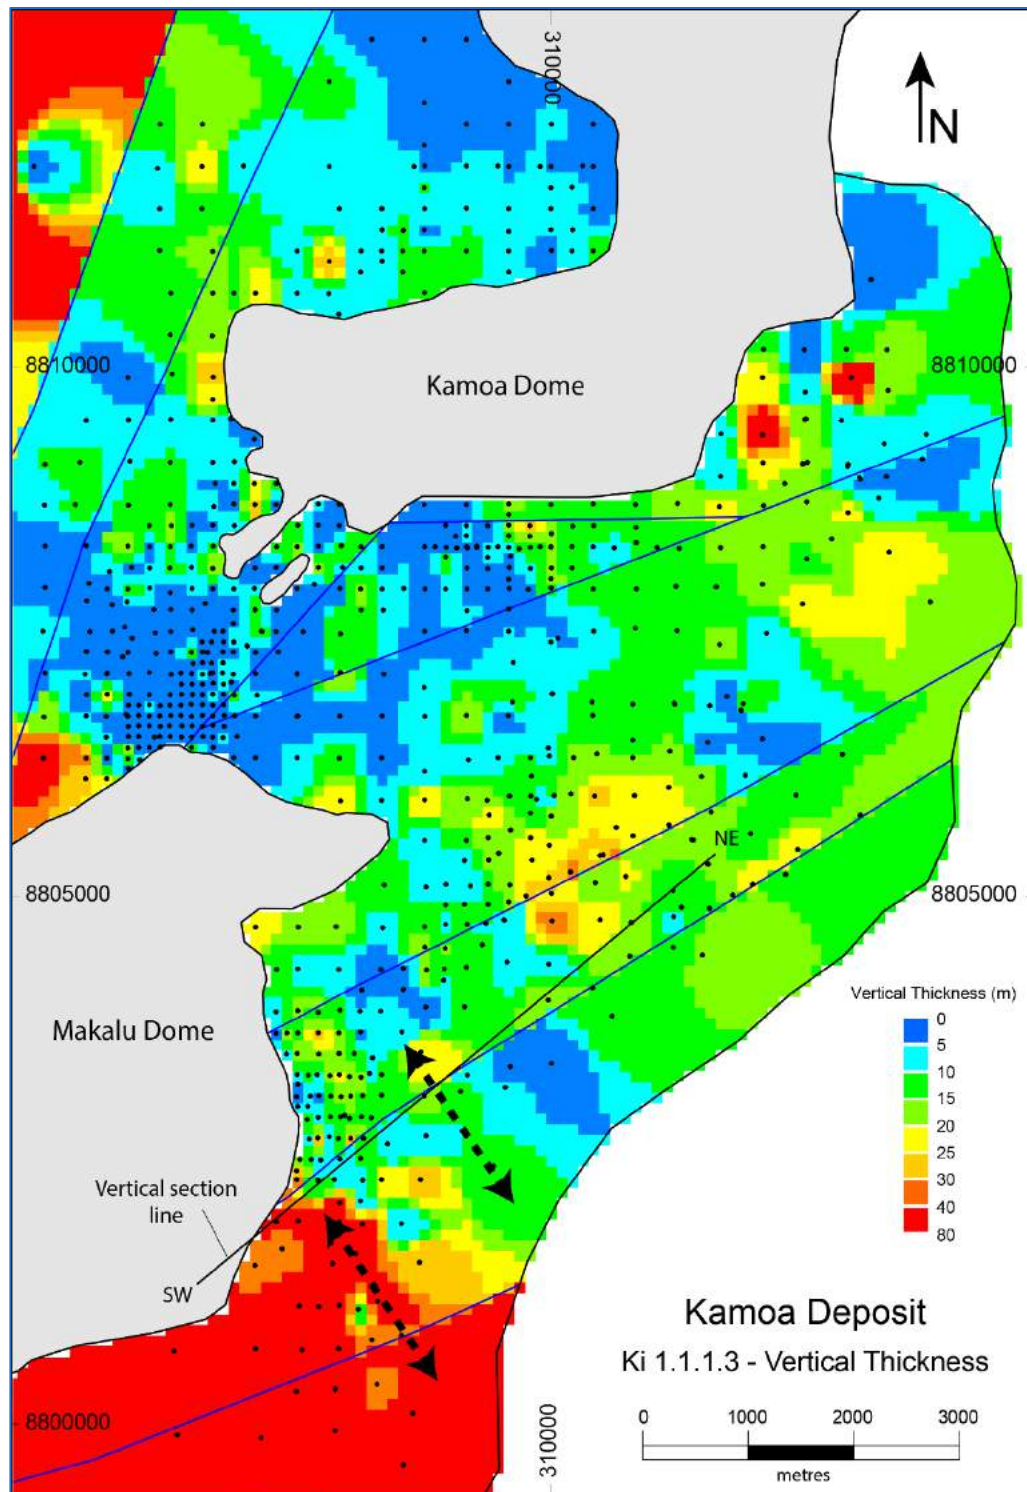 310000
N
8810000
8810000
Kamoa Dome
NE
8805000
8805000
Makalu Dome
Vertical Thickness (m)
0
5
10
15
20
25
30
40
80
Vertical section
line
SW
Kamoa Deposit
Ki 1.1.1.3 - Vertical Thickness
8800000
310000
0 1000 2000 3000
metres